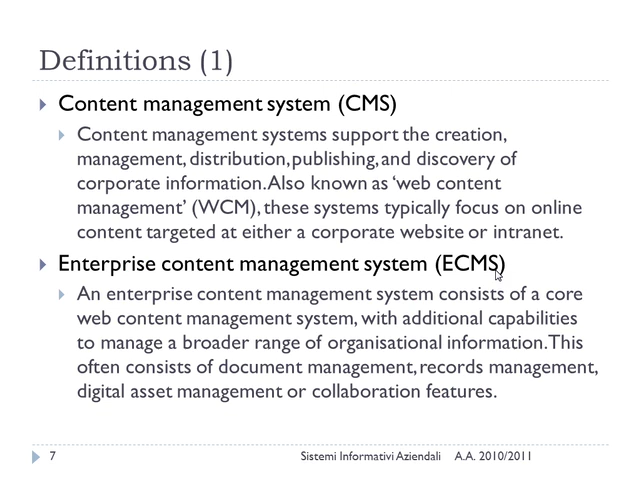 Definitions (1)
Content management system (CMS)
Content management systems support the creation,
management, distribution, publishing, and discovery of
corporate information. Also known as ‘web content
management’ (WCM), these systems typically focus on online
content targeted at either a corporate website or intranet.
Enterprise content management system (ECMS)
An enterprise content management system consists of a core
web content management system, with additional capabilities
to manage a broader range of organisational information. This
often consists of document management, records management,
digital asset management or collaboration features.
7 Sistemi Informativi Aziendali A.A. 2010/2011